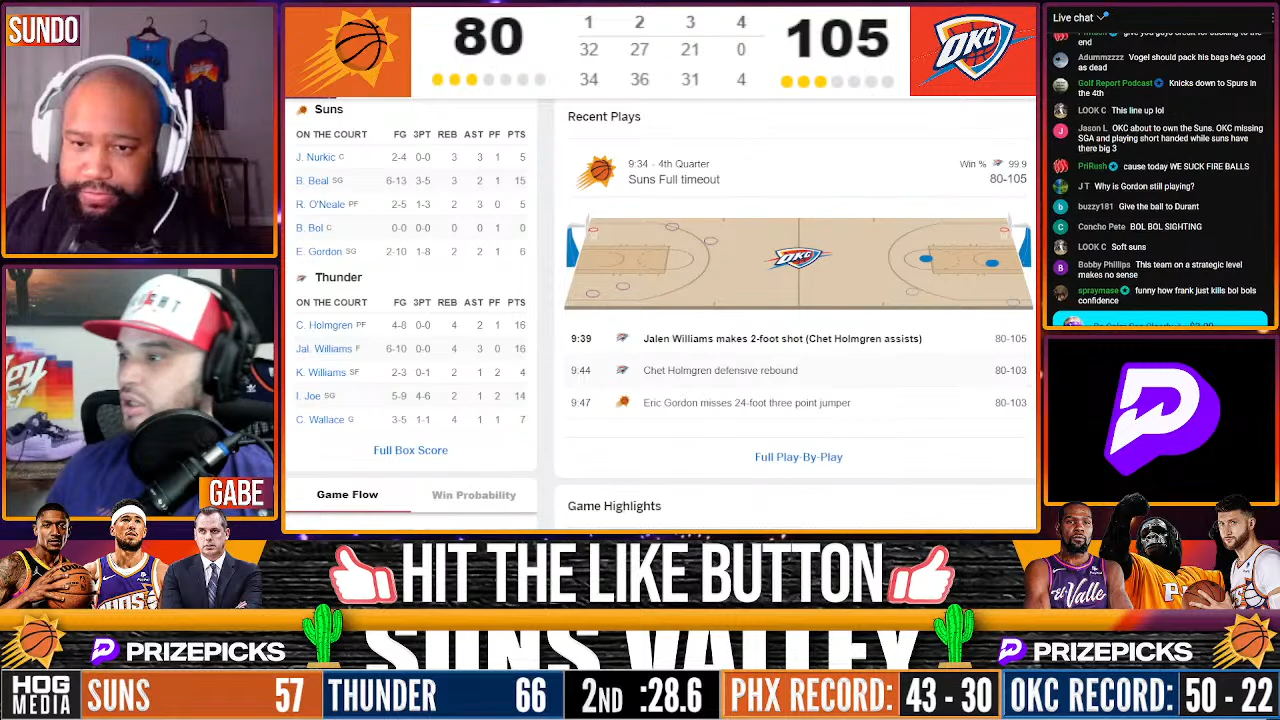 SUNDO
GABE
80
1 2 3 4
32 27 21 0
34 36 31 4
105
OKC
Suns
ON THE COURT FG 3PT REB AST PF PTS
J. Nurkic C 2-4 0-0 3 3 1 5
B. Beal SG 6-13 3-5 3 2 1 15
R. O'Neale PF 2-5 1-3 2 3 0 5
B. Bol C 0-0 0-0 0 0 1 0
E. Gordon SG 2-10 1-8 2 2 1 6
Thunder
ON THE COURT FG 3PT REB AST PF PTS
C. Holmgren PF 4-8 0-0 4 2 1 16
Jal. Williams F 6-10 0-0 4 3 0 16
K. Williams SF 2-3 0-1 2 1 2 4
I. Joe SG 5-9 4-6 2 1 2 14
C. Wallace G 3-5 1-1 4 1 1 7
Full Box Score
Game Flow Win Probability
Recent Plays
9:34 - 4th Quarter Win % 99.9
Suns Full timeout 80-105
OKC
9:39 Jalen Williams makes 2-foot shot (Chet Holmgren assists) 80-105
9:44 Chet Holmgren defensive rebound 80-103
9:47 Eric Gordon misses 24-foot three point jumper 80-103
Full Play-By-Play
Game Highlights
Live chat
end
Adummzzzz Vogel should pack his bags he's good
as dead
Golf Report Podcast Knicks down to Spurs in
the 4th
LOOK C This line up lol
Jason L OKC about to own the Suns. OKC missing
SGA and playing short handed while suns have
there big 3
PriRush cause today WE SUCK FIRE BALLS
J T Why is Gordon still playing?
buzzy181 Give the ball to Durant
Concho Pete BOL BOL SIGHTING
LOOK C Soft suns
Bobby Phillips This team on a strategic level
makes no sense
spraymase funny how frank just kills bol bols
confidence
HIT THE LIKE BUTTON
SUNS VALLEY
PRIZEPICKS
PRIZEPICKS
HOG
MEDIA
SUNS 57 THUNDER 66 2ND :28.6 PHX RECORD: 43 - 30 OKC RECORD: 50 - 22